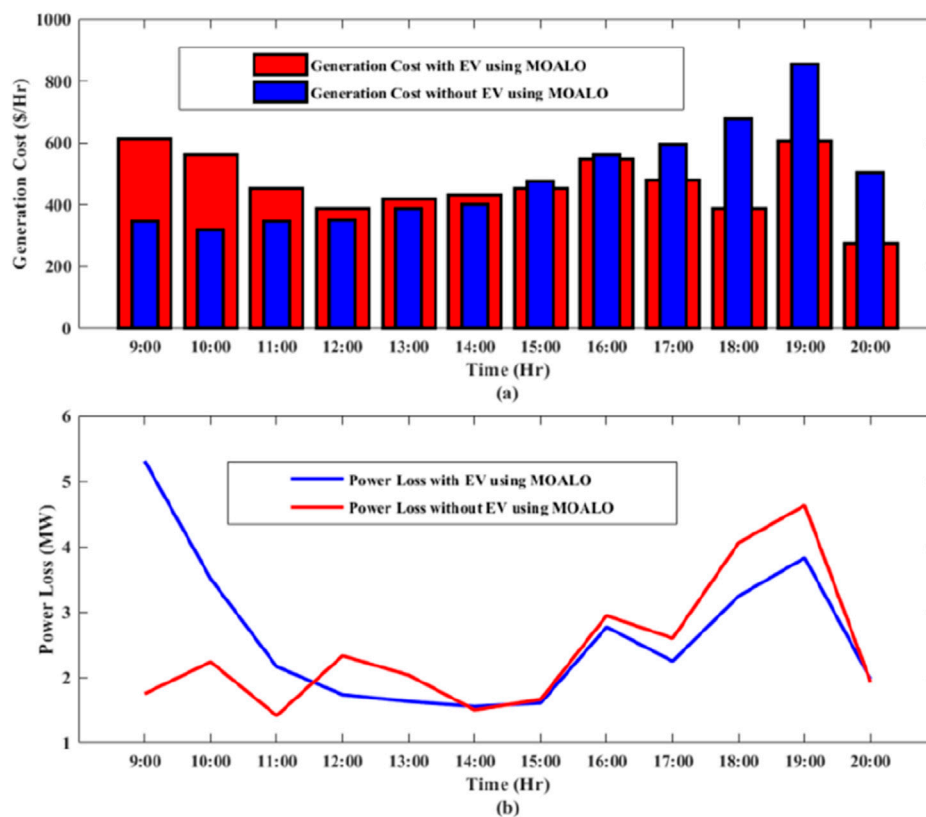 1000
800
600
400
200
0
Generation Cost ($/Hr)
Generation Cost with EV using MOALO
Generation Cost without EV using MOALO
9:00 10:00 11:00 12:00 13:00 14:00 15:00 16:00 17:00 18:00 19:00 20:00
Time (Hr)
(a)
6
5
4
3
2
1
Power Loss (MW)
Power Loss with EV using MOALO
Power Loss without EV using MOALO
9:00 10:00 11:00 12:00 13:00 14:00 15:00 16:00 17:00 18:00 19:00 20:00
Time (Hr)
(b)